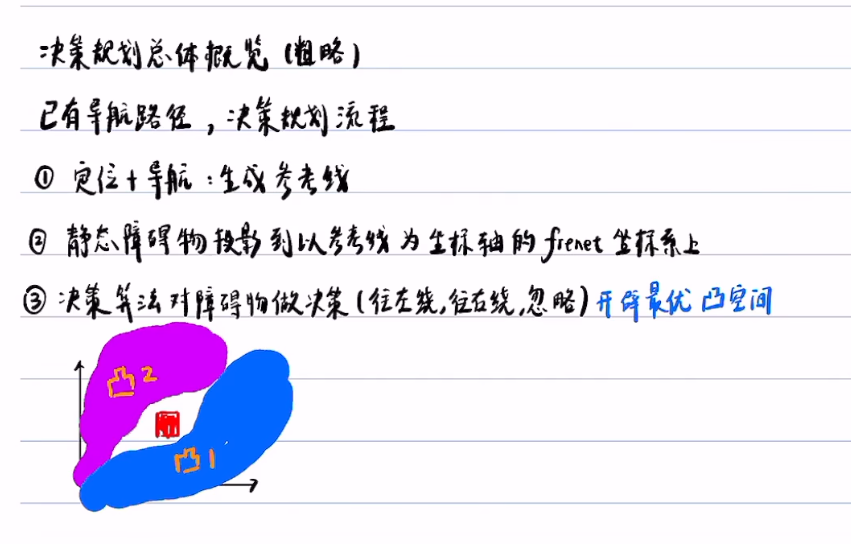 决策规划总体概览（粗略）
已有导航路径，决策规划流程
① 定位+导航：生成参考线
② 静态障碍物投影到以参考线为坐标轴的frenet坐标系上
③ 决策算法对障碍物做决策（往左绕，往右绕，忽略）开辟最优凸空间
凸2
凸1